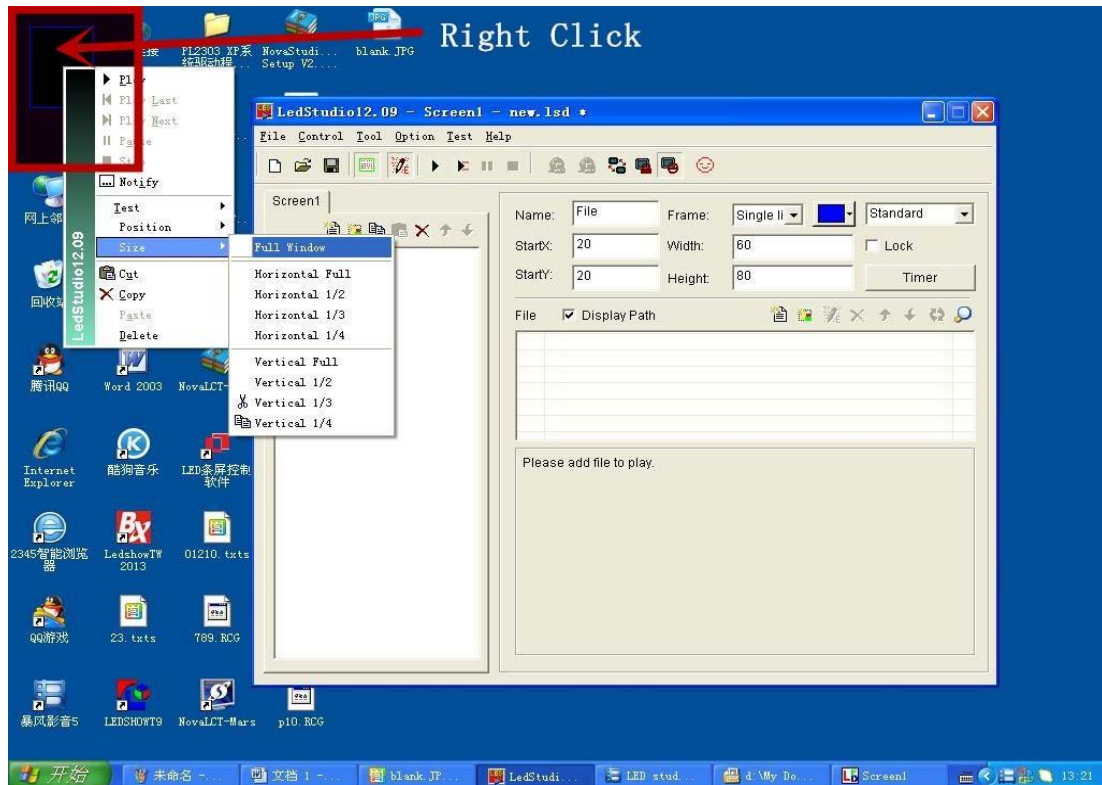 Right Click
PL2303 XP系
统驱动程...
NovaStudi...
Setup V2....
blank.JPG
Play
Play Last
Play Next
Pause
Notify
Test
Position
Size
Cut
Copy
Paste
Delete
LedStudio12.09
Full Window
Horizontal Full
Horizontal 1/2
Horizontal 1/3
Horizontal 1/4
Vertical Full
Vertical 1/2
Vertical 1/3
Vertical 1/4
LedStudio12.09 - Screen1 - new.lsd *
File Control Tool Option Test Help
Screen1
Name: File Frame: Single li Standard
StartX: 20 Width: 60 Lock
StartY: 20 Height: 80 Timer
File Display Path
Please add file to play.
网上邻
回收站
腾讯QQ
Word 2003
NovaLCT-
Internet
Explorer
酷狗音乐
LED条屏控制
软件
2345智能浏览
器
LedshowTW
2013
01210.txts
QQ游戏
23.txts
789.RCG
暴风影音5
LEDSHOWT9
NovaLCT-Mars
p10.RCG
开始
未命名 -...
文档 1 -...
blank.JP...
LedStudi...
LED stud...
d:\My Do...
Screen1
13:21